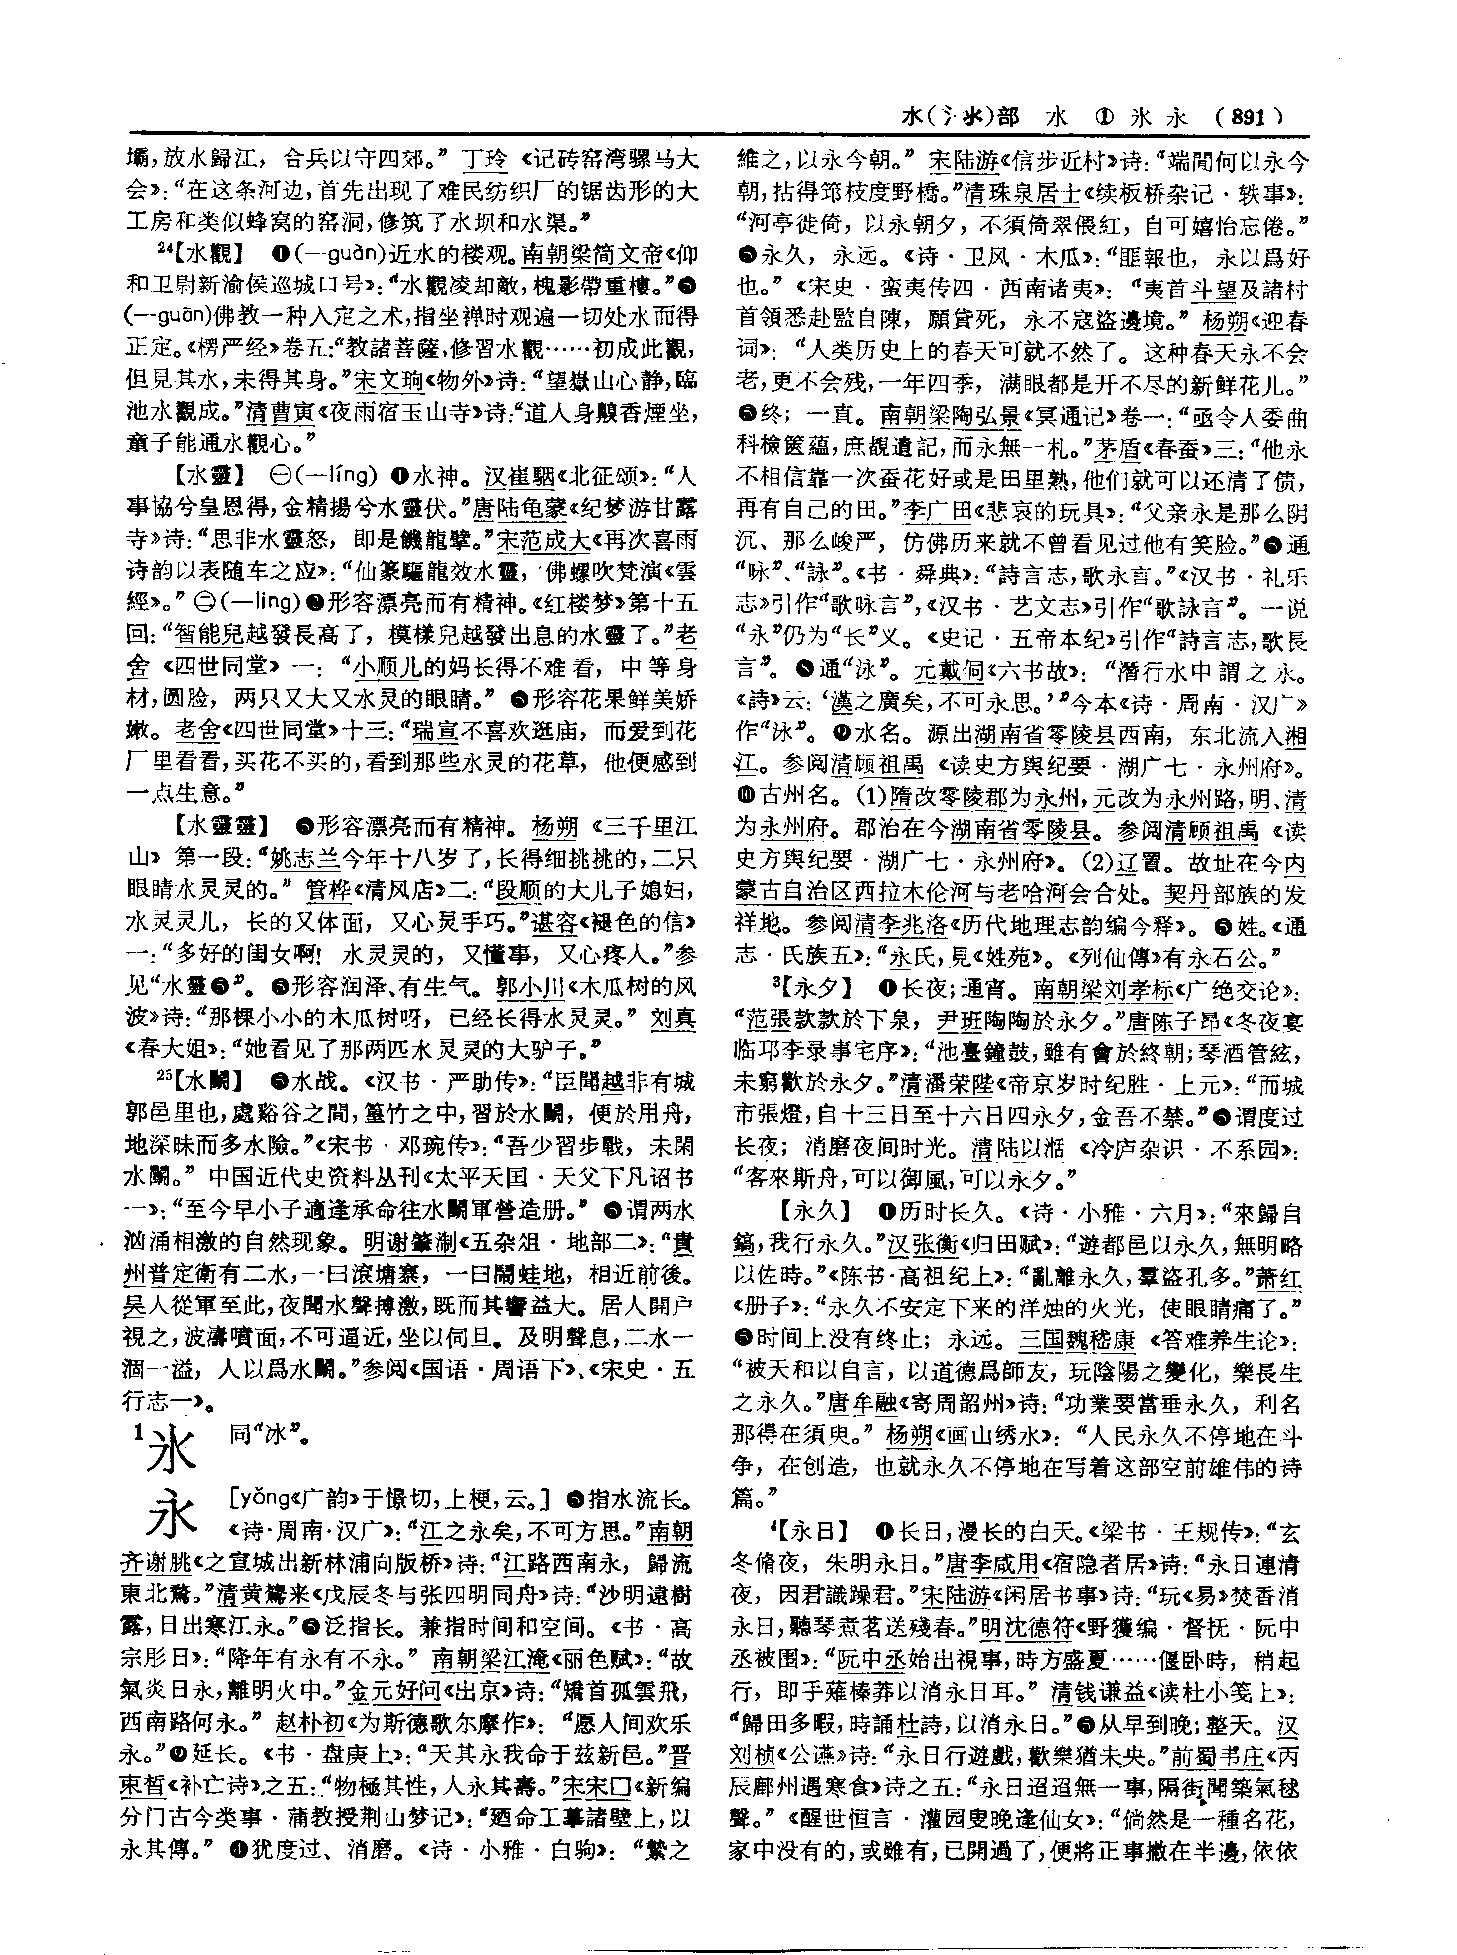 水(氵氺)部 水 ① 氷 永 (891)
壩,放水歸江，合兵以守四郊。”丁玲《记砖窑湾骡马大
会》:“在这条河边,首先出现了难民纺织厂的锯齿形的大
工房和类似蜂窝的窑洞,修筑了水坝和水渠。”
24【水觀】 ❶(—guàn)近水的楼观。南朝梁简文帝《仰
和卫尉新渝侯巡城口号》:“水觀凌却敵,槐影帶重樓。”❷
(—guān)佛教一种入定之术,指坐禅时观遍一切处水而得
正定。《楞严经》卷五:“教諸菩薩,修習水觀……初成此觀,
但見其水,未得其身。”宋文珦《物外》诗:“望嶽山心静,臨
池水觀成。”清曹寅《夜雨宿玉山寺》诗:“道人身魗香煙坐,
童子能通水觀心。”
【水靈】 ㊀(—líng) ❶水神。汉崔駰《北征颂》:“人
事協兮皇恩得,金精揚兮水靈伏。”唐陆龟蒙《纪梦游甘露
寺》诗:“思非水靈怒，即是饑龍擘。”宋范成大《再次喜雨
诗韵以表随车之应》:“仙篆驅龍效水靈，佛螺吹梵演《雲
經》。”㊁(—ling)❶形容漂亮而有精神。《红楼梦》第十五
回:“智能兒越發長高了，模樣兒越發出息的水靈了。”老
舍《四世同堂》一:“小顺儿的妈长得不难看，中等身
材,圆脸，两只又大又水灵的眼睛。” ❷形容花果鲜美娇
嫩。老舍《四世同堂》十三:“瑞宣不喜欢逛庙，而爱到花
厂里看看,买花不买的,看到那些水灵的花草，他便感到
一点生意。”
【水靈靈】 ❶形容漂亮而有精神。杨朔《三千里江
山》第一段:“姚志兰今年十八岁了,长得细挑挑的,二只
眼睛水灵灵的。”管桦《清风店》二:“段顺的大儿子媳妇,
水灵灵儿，长的又体面，又心灵手巧。”谌容《褪色的信》
一:“多好的闺女啊! 水灵灵的，又懂事，又心疼人。”参
见“水靈㊁❶”。❷形容润泽、有生气。郭小川《木瓜树的风
波》诗:“那棵小小的木瓜树呀，已经长得水灵灵。”刘真
《春大姐》:“她看见了那两匹水灵灵的大驴子。”
25【水鬭】 ❶水战。《汉书·严助传》:“臣聞越非有城
郭邑里也,處谿谷之間,篁竹之中,習於水鬭，便於用舟,
地深昧而多水險。”《宋书·邓琬传》:“吾少習步戰，未閑
水鬭。”中国近代史资料丛刊《太平天国·天父下凡诏书
一》:“至今早小子適逢承命往水鬭軍營造册。”❷谓两水
汹涌相激的自然现象。明谢肇淛《五杂俎·地部二》:“貴
州普定衛有二水,一曰滚塘寨，一曰鬧蛙地，相近前後。
吴人從軍至此,夜聞水聲搏激,既而其響益大。居人開户
視之,波濤噴面,不可逼近,坐以伺旦。及明聲息,二水一
涸一溢，人以爲水鬭。”参阅《国语·周语下》、《宋史·五
行志一》。
1氷 同“冰”。
永 [yǒng《广韵》于憬切,上梗,云。] ❶指水流长。
《诗·周南·汉广》:“江之永矣,不可方思。”南朝
齐谢朓《之宣城出新林浦向版桥》诗:“江路西南永，歸流
東北鶩。”清黄鷟来《戊辰冬与张四明同舟》诗:“沙明遠樹
露,日出寒江永。”❷泛指长。兼指时间和空间。《书·高
宗肜日》:“降年有永有不永。”南朝梁江淹《丽色赋》:“故
氣炎日永,離明火中。”金元好问《出京》诗:“矯首孤雲飛,
西南路何永。”赵朴初《为斯德歌尔摩作》:“愿人间欢乐
永。”❸延长。《书·盘庚上》:“天其永我命于兹新邑。”晋
束晳《补亡诗》之五:“物極其性,人永其壽。”宋宋□《新编
分门古今类事·蒲教授荆山梦记》:“廼命工摹諸壁上,以
永其傳。”❹犹度过、消磨。《诗·小雅·白驹》:“縶之
維之,以永今朝。”宋陆游《信步近村》诗:“端閒何以永今
朝,拈得筇枝度野橋。”清珠泉居士《续板桥杂记·轶事》:
“河亭徙倚，以永朝夕，不須倚翠偎紅，自可嬉怡忘倦。”
❺永久，永远。《诗·卫风·木瓜》:“匪報也，永以爲好
也。”《宋史·蛮夷传四·西南诸夷》:“夷首斗望及諸村
首領悉赴監自陳，願貸死，永不寇盜邊境。”杨朔《迎春
词》:“人类历史上的春天可就不然了。这种春天永不会
老,更不会残,一年四季，满眼都是开不尽的新鲜花儿。”
❻终；一直。南朝梁陶弘景《冥通记》卷一:“亟令人委曲
科檢篋蘊,庶覬遺記,而永無一札。”茅盾《春蚕》三:“他永
不相信靠一次蚕花好或是田里熟,他们就可以还清了债,
再有自己的田。”李广田《悲哀的玩具》:“父亲永是那么阴
沉、那么峻严，仿佛历来就不曾看见过他有笑脸。”❼通
“咏”、“詠”。《书·舜典》:“詩言志,歌永言。”《汉书·礼乐
志》引作“歌咏言”,《汉书·艺文志》引作“歌詠言”。一说
“永”仍为“长”义。《史记·五帝本纪》引作“詩言志,歌長
言”。❽通“泳”。元戴侗《六书故》:“潛行水中謂之永。
《詩》云:‘漢之廣矣,不可永思。’”今本《诗·周南·汉广》
作“泳”。❾水名。源出湖南省零陵县西南，东北流入湘
江。参阅清顾祖禹《读史方舆纪要·湖广七·永州府》。
❿古州名。(1)隋改零陵郡为永州,元改为永州路,明、清
为永州府。郡治在今湖南省零陵县。参阅清顾祖禹《读
史方舆纪要·湖广七·永州府》。(2)辽置。故址在今内
蒙古自治区西拉木伦河与老哈河会合处。契丹部族的发
祥地。参阅清李兆洛《历代地理志韵编今释》。⓫姓。《通
志·氏族五》:“永氏,見《姓苑》。《列仙傳》有永石公。”
3【永夕】 ❶长夜；通宵。南朝梁刘孝标《广绝交论》:
“范張款款於下泉，尹班陶陶於永夕。”唐陈子昂《冬夜宴
临邛李录事宅序》:“池臺鐘鼓,雖有會於終朝；琴酒管絃,
未窮歡於永夕。”清潘荣陛《帝京岁时纪胜·上元》:“而城
市張燈,自十三日至十六日四永夕,金吾不禁。”❷谓度过
长夜；消磨夜间时光。清陆以湉《冷庐杂识·不系园》:
“客來斯舟,可以御風,可以永夕。”
【永久】 ❶历时长久。《诗·小雅·六月》:“來歸自
鎬,我行永久。”汉张衡《归田赋》:“遊都邑以永久,無明略
以佐時。”《陈书·高祖纪上》:“亂離永久,羣盜孔多。”萧红
《册子》:“永久不安定下来的洋烛的火光，使眼睛痛了。”
❷时间上没有终止；永远。三国魏嵇康《答难养生论》:
“被天和以自言，以道德爲師友，玩陰陽之變化，樂長生
之永久。”唐牟融《寄周韶州》诗:“功業要當垂永久，利名
那得在須臾。”杨朔《画山绣水》:“人民永久不停地在斗
争，在创造，也就永久不停地在写着这部空前雄伟的诗
篇。”
4【永日】 ❶长日,漫长的白天。《梁书·王规传》:“玄
冬脩夜，朱明永日。”唐李咸用《宿隐者居》诗:“永日連清
夜，因君識躁君。”宋陆游《闲居书事》诗:“玩《易》焚香消
永日,聽琴煮茗送殘春。”明沈德符《野獲编·督抚·阮中
丞被围》:“阮中丞始出視事,時方盛夏……偃卧時，稍起
行，即手薙榛莽以消永日耳。”清钱谦益《读杜小笺上》:
“歸田多暇,時誦杜詩,以消永日。”❷从早到晚；整天。汉
刘桢《公讌》诗:“永日行遊戲,歡樂猶未央。”前蜀韦庄《丙
辰鄜州遇寒食》诗之五:“永日迢迢無一事,隔街聞築氣毬
聲。”《醒世恒言·灌园叟晚逢仙女》:“倘然是一種名花,
家中没有的,或雖有,已開過了,便將正事撇在半邊,依依